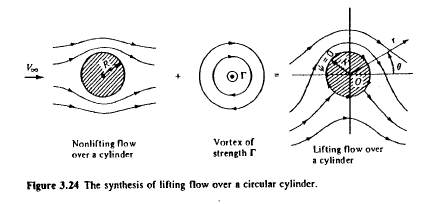 V∞
R
+
Γ
=
ψ = 0
R
O
r
θ
Nonlifting flow
over a cylinder
Vortex of
strength Γ
Lifting flow over
a cylinder
Figure 3.24 The synthesis of lifting flow over a circular cylinder.